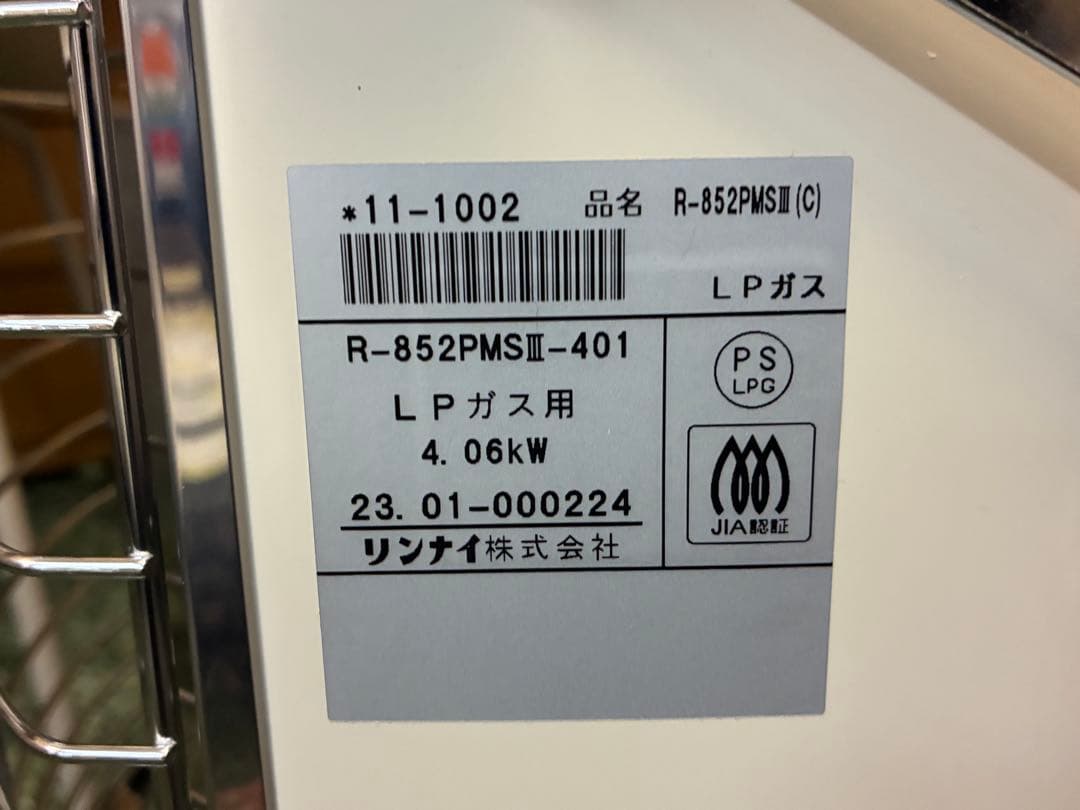 *11-1002 品名 R-852PMSⅢ(C)
LPガス
R-852PMSⅢ-401
LPガス用
4.06kW
23.01-000224
リンナイ株式会社
PS
LPG
JIA認証